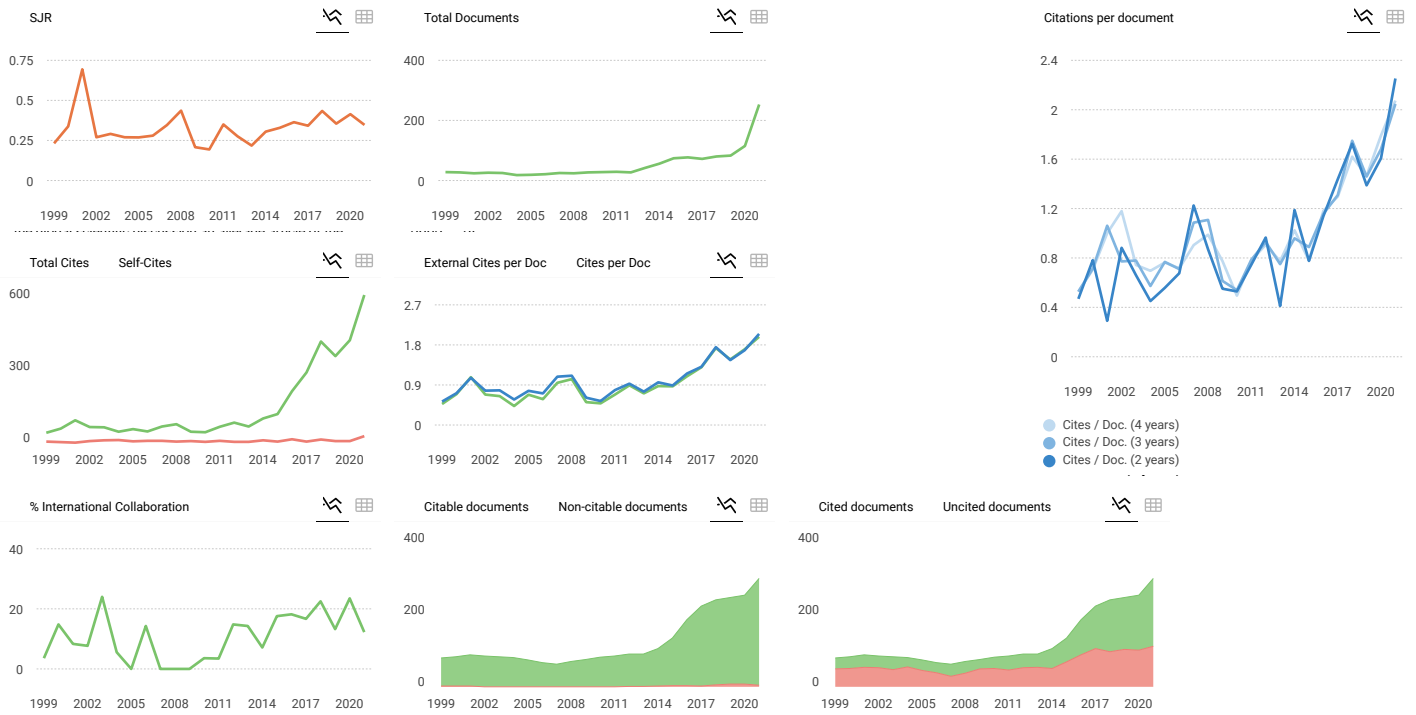 SJR
0.75
0.5
0.25
0
1999 2002 2005 2008 2011 2014 2017 2020
Total Documents
400
200
0
1999 2002 2005 2008 2011 2014 2017 2020
Citations per document
2.4
2
1.6
1.2
0.8
0.4
0
1999 2002 2005 2008 2011 2014 2017 2020
Cites / Doc. (4 years)
Cites / Doc. (3 years)
Cites / Doc. (2 years)
Total Cites Self-Cites
600
300
0
1999 2002 2005 2008 2011 2014 2017 2020
External Cites per Doc Cites per Doc
2.7
1.8
0.9
0
1999 2002 2005 2008 2011 2014 2017 2020
% International Collaboration
40
20
0
1999 2002 2005 2008 2011 2014 2017 2020
Citable documents Non-citable documents
400
200
0
1999 2002 2005 2008 2011 2014 2017 2020
Cited documents Uncited documents
400
200
0
1999 2002 2005 2008 2011 2014 2017 2020